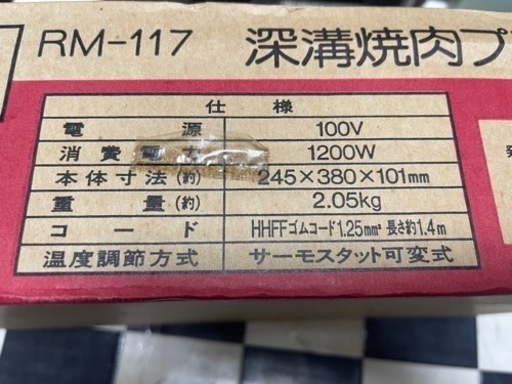 RM-117 深溝焼肉プ
仕様
電源 100V
消費電力 1200W
本体寸法(約) 245×380×101mm
重量(約) 2.05kg
コード HHFFゴムコード1.25mm² 長さ約1.4m
温度調節方式 サーモスタット可変式